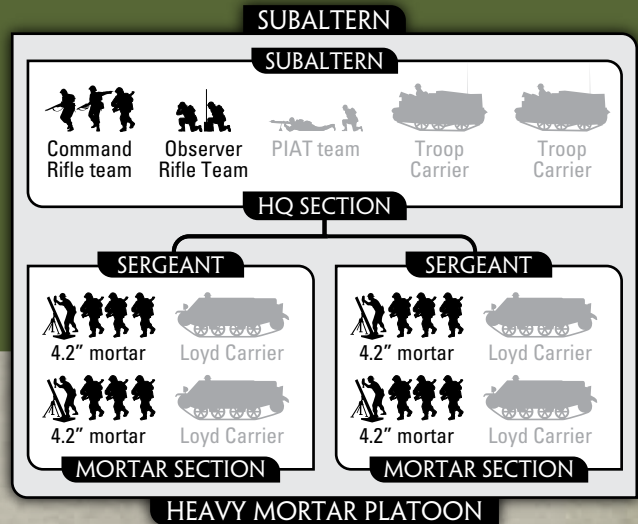 SUBALTERN
SUBALTERN
Command
Rifle team
Observer
Rifle Team
PIAT team
Troop
Carrier
Troop
Carrier
HQ SECTION
SERGEANT
4.2” mortar
Loyd Carrier
4.2” mortar
Loyd Carrier
MORTAR SECTION
SERGEANT
4.2” mortar
Loyd Carrier
4.2” mortar
Loyd Carrier
MORTAR SECTION
HEAVY MORTAR PLATOON